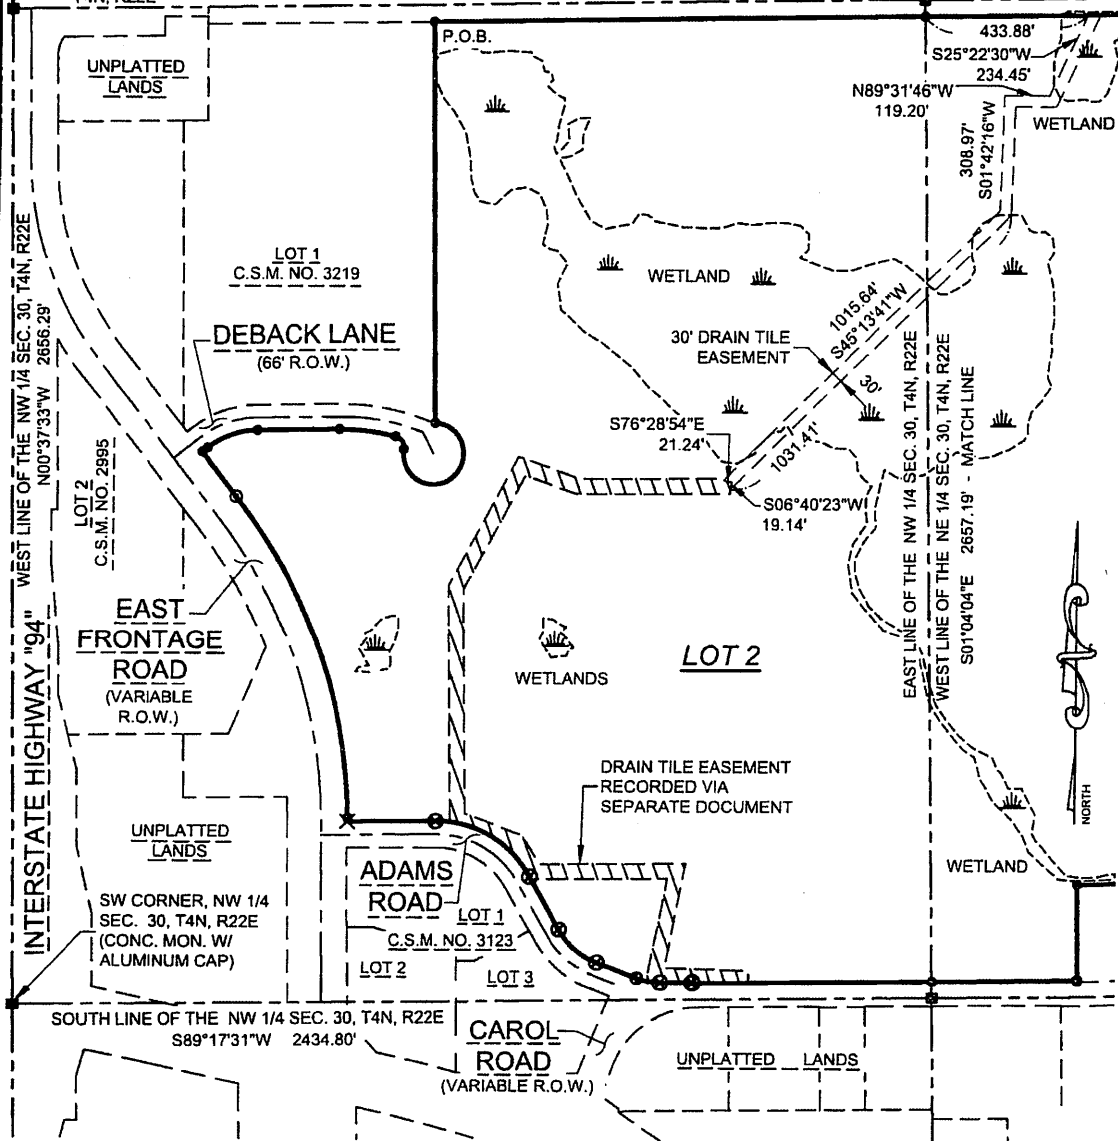 P.O.B.
433.88'
S25°22'30"W
234.45'
N89°31'46"W
119.20'
WETLAND
308.97'
S01°42'16"W
UNPLATTED
LANDS
LOT 1
C.S.M. NO. 3219
WETLAND
DEBACK LANE
(66' R.O.W.)
30' DRAIN TILE
EASEMENT
1015.64'
S45°13'41"W
30'
WEST LINE OF THE NW 1/4 SEC. 30, T4N, R22E
N00°37'33"W 2656.29'
LOT 2
C.S.M. NO. 2995
S76°28'54"E
21.24'
1031.41'
S06°40'23"W
19.14'
EAST LINE OF THE NW 1/4 SEC. 30, T4N, R22E
WEST LINE OF THE NE 1/4 SEC. 30, T4N, R22E
S01°04'04"E 2657.19' - MATCH LINE
EAST
FRONTAGE
ROAD
(VARIABLE
R.O.W.)
WETLANDS
LOT 2
INTERSTATE HIGHWAY "94"
DRAIN TILE EASEMENT
RECORDED VIA
SEPARATE DOCUMENT
NORTH
UNPLATTED
LANDS
WETLAND
ADAMS
ROAD
SW CORNER, NW 1/4
SEC. 30, T4N, R22E
(CONC. MON. W/
ALUMINUM CAP)
LOT 1
C.S.M. NO. 3123
LOT 2
LOT 3
SOUTH LINE OF THE NW 1/4 SEC. 30, T4N, R22E
S89°17'31"W 2434.80'
CAROL
ROAD
(VARIABLE R.O.W.)
UNPLATTED LANDS